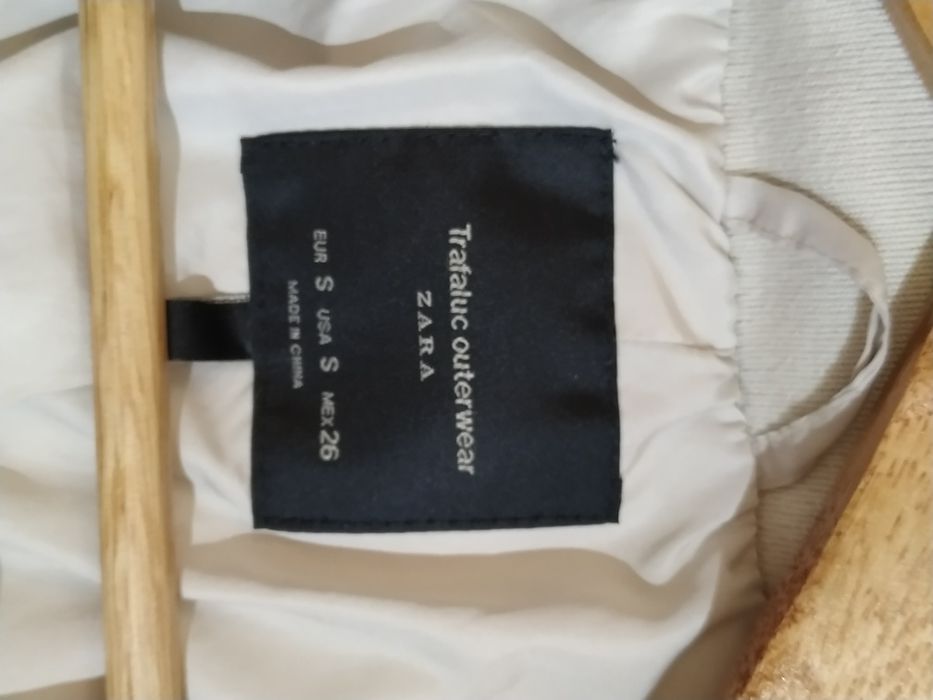 Trafaluc outerwear
ZARA
EUR S USA S MEX 26
MADE IN CHINA